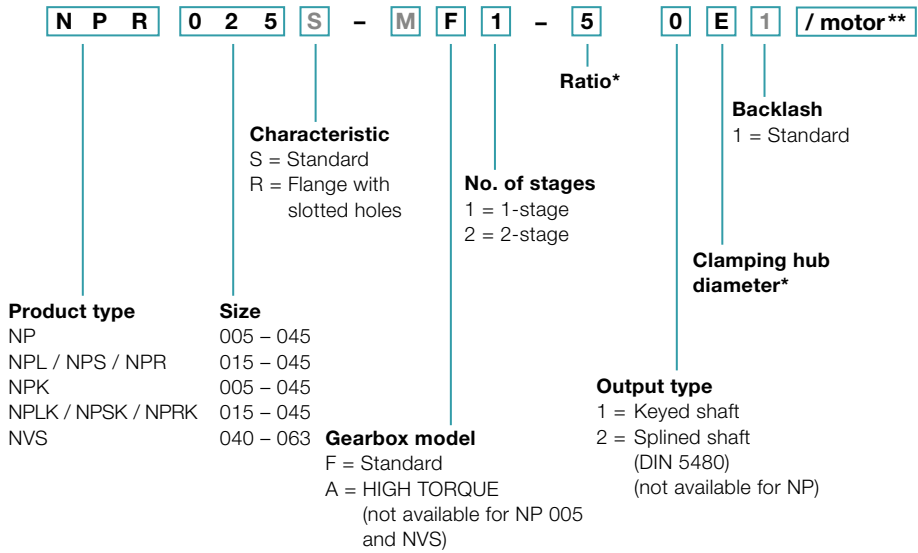 N P R 0 2 5 S – M F 1 – 5 0 E 1 / motor**
Ratio*
Backlash
1 = Standard
Characteristic
S = Standard
R = Flange with
slotted holes
No. of stages
1 = 1-stage
2 = 2-stage
Clamping hub
diameter*
Product type
NP
NPL / NPS / NPR
NPK
NPLK / NPSK / NPRK
NVS
Size
005 – 045
015 – 045
005 – 045
015 – 045
040 – 063
Gearbox model
F = Standard
A = HIGH TORQUE
(not available for NP 005
and NVS)
Output type
1 = Keyed shaft
2 = Splined shaft
(DIN 5480)
(not available for NP)